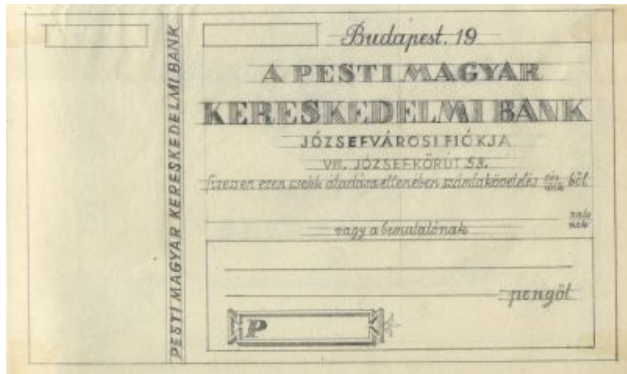 PESTI MAGYAR KERESKEDELMI BANK
Budapest. 19
A PESTI MAGYAR
KERESKEDELMI BANK
JÓZSEFVÁROSI FIÓKJA
VIII. JÓZSEFKÖRÚT 53.
fizessen ezen csekk átadása ellenében számlakövetelés ből
vagy a bemutatónak
pengőt
P